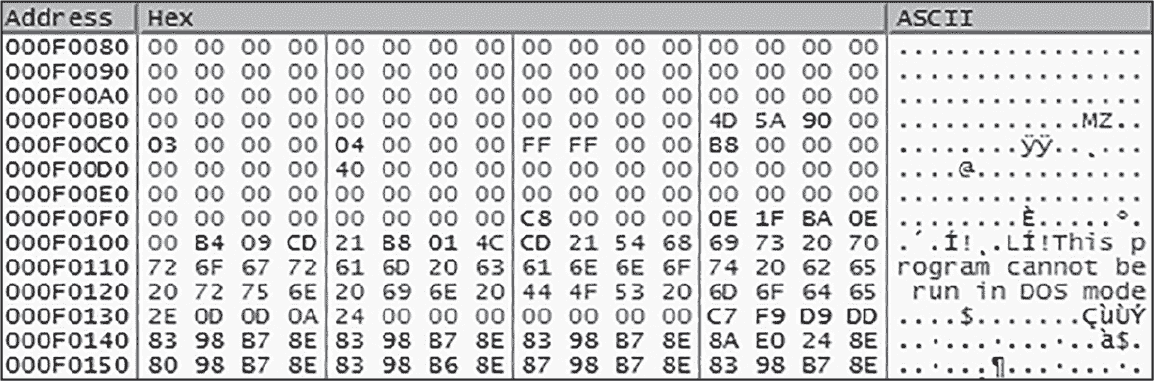 Address Hex ASCII
000F0080 00 00 00 00 00 00 00 00 00 00 00 00 00 00 00 00 ................
000F0090 00 00 00 00 00 00 00 00 00 00 00 00 00 00 00 00 ................
000F00A0 00 00 00 00 00 00 00 00 00 00 00 00 00 00 00 00 ................
000F00B0 00 00 00 00 00 00 00 00 00 00 00 00 4D 5A 90 00 ............MZ..
000F00C0 03 00 00 00 04 00 00 00 FF FF 00 00 B8 00 00 00 ........ÿÿ..¸...
000F00D0 00 00 00 00 40 00 00 00 00 00 00 00 00 00 00 00 ....@...........
000F00E0 00 00 00 00 00 00 00 00 00 00 00 00 00 00 00 00 ................
000F00F0 00 00 00 00 00 00 00 00 C8 00 00 00 0E 1F BA 0E ........È.....º.
000F0100 00 B4 09 CD 21 B8 01 4C CD 21 54 68 69 73 20 70 .´.Í!¸.LÍ!This p
000F0110 72 6F 67 72 61 6D 20 63 61 6E 6E 6F 74 20 62 65 rogram cannot be
000F0120 20 72 75 6E 20 69 6E 20 44 4F 53 20 6D 6F 64 65  run in DOS mode
000F0130 2E 0D 0D 0A 24 00 00 00 00 00 00 00 C7 F9 D9 DD ....$.......ÇùÙÝ
000F0140 83 98 B7 8E 83 98 B7 8E 83 98 B7 8E 8A E0 24 8E ..·...·...·..à$.
000F0150 80 98 B7 8E 83 98 B6 8E 87 98 B7 8E 83 98 B7 8E ..·...¶...·...·.